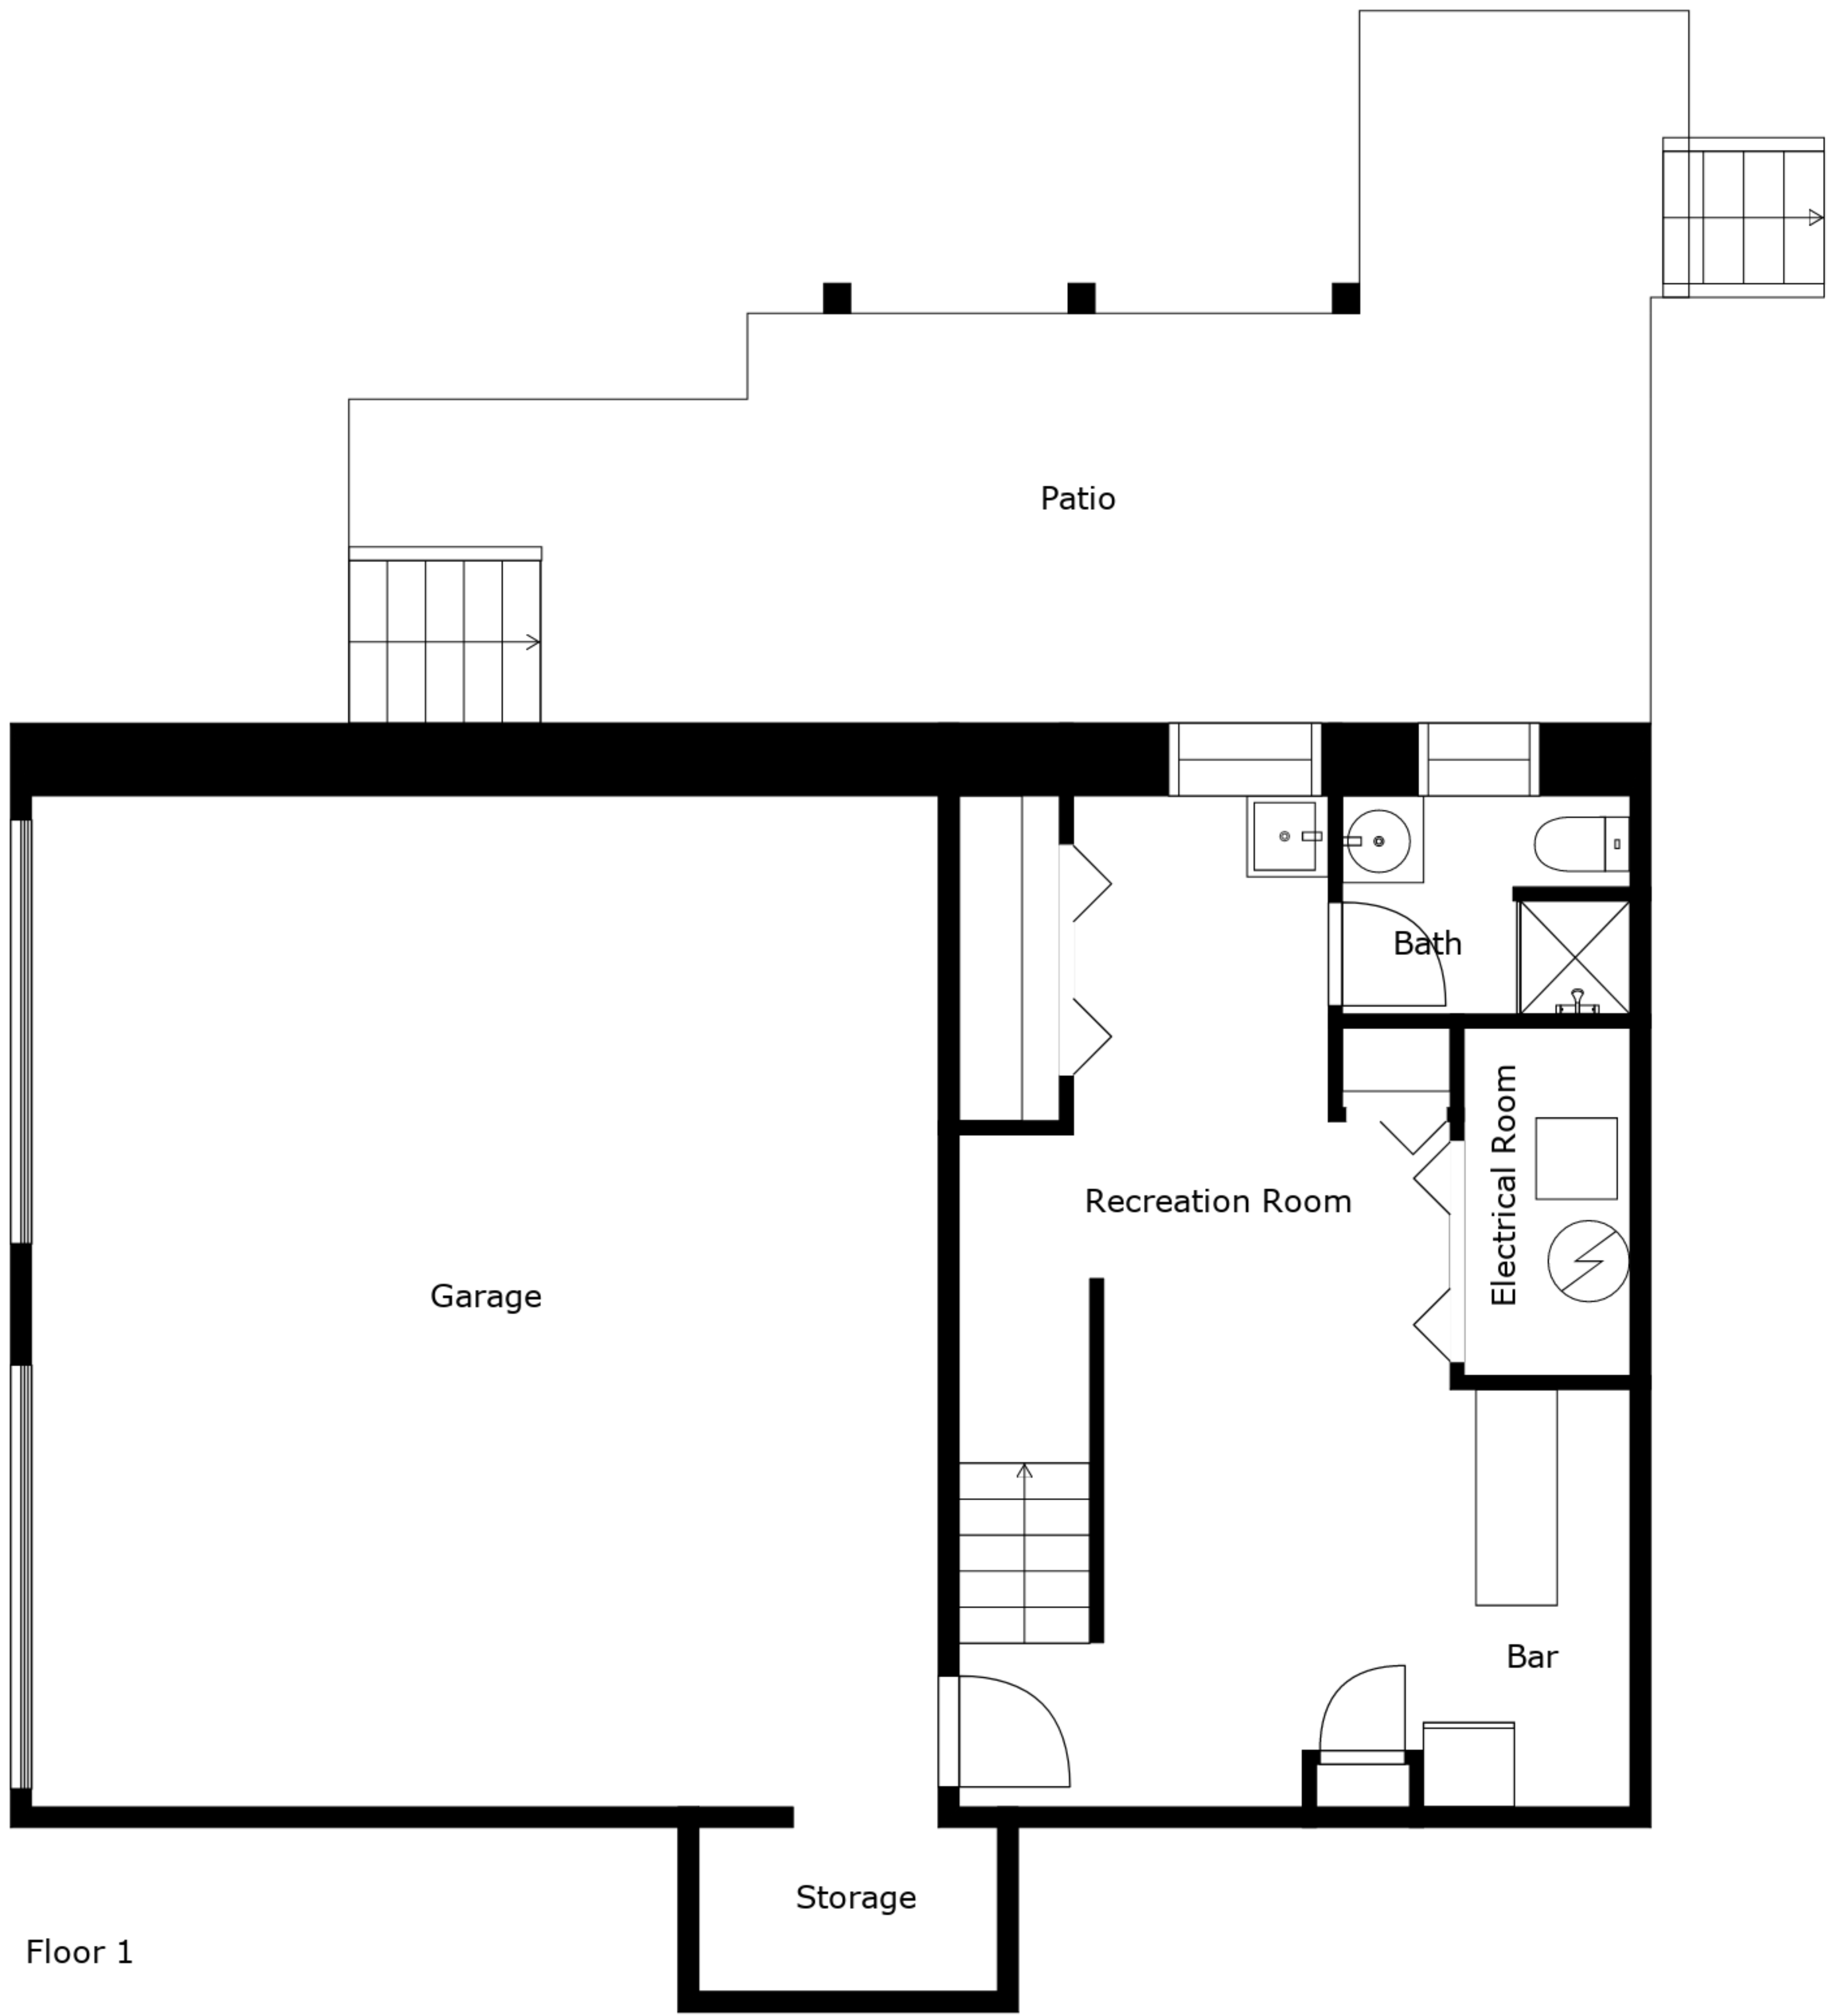 Patio
Bath
Electrical Room
Recreation Room
Garage
Bar
Storage
Floor 1